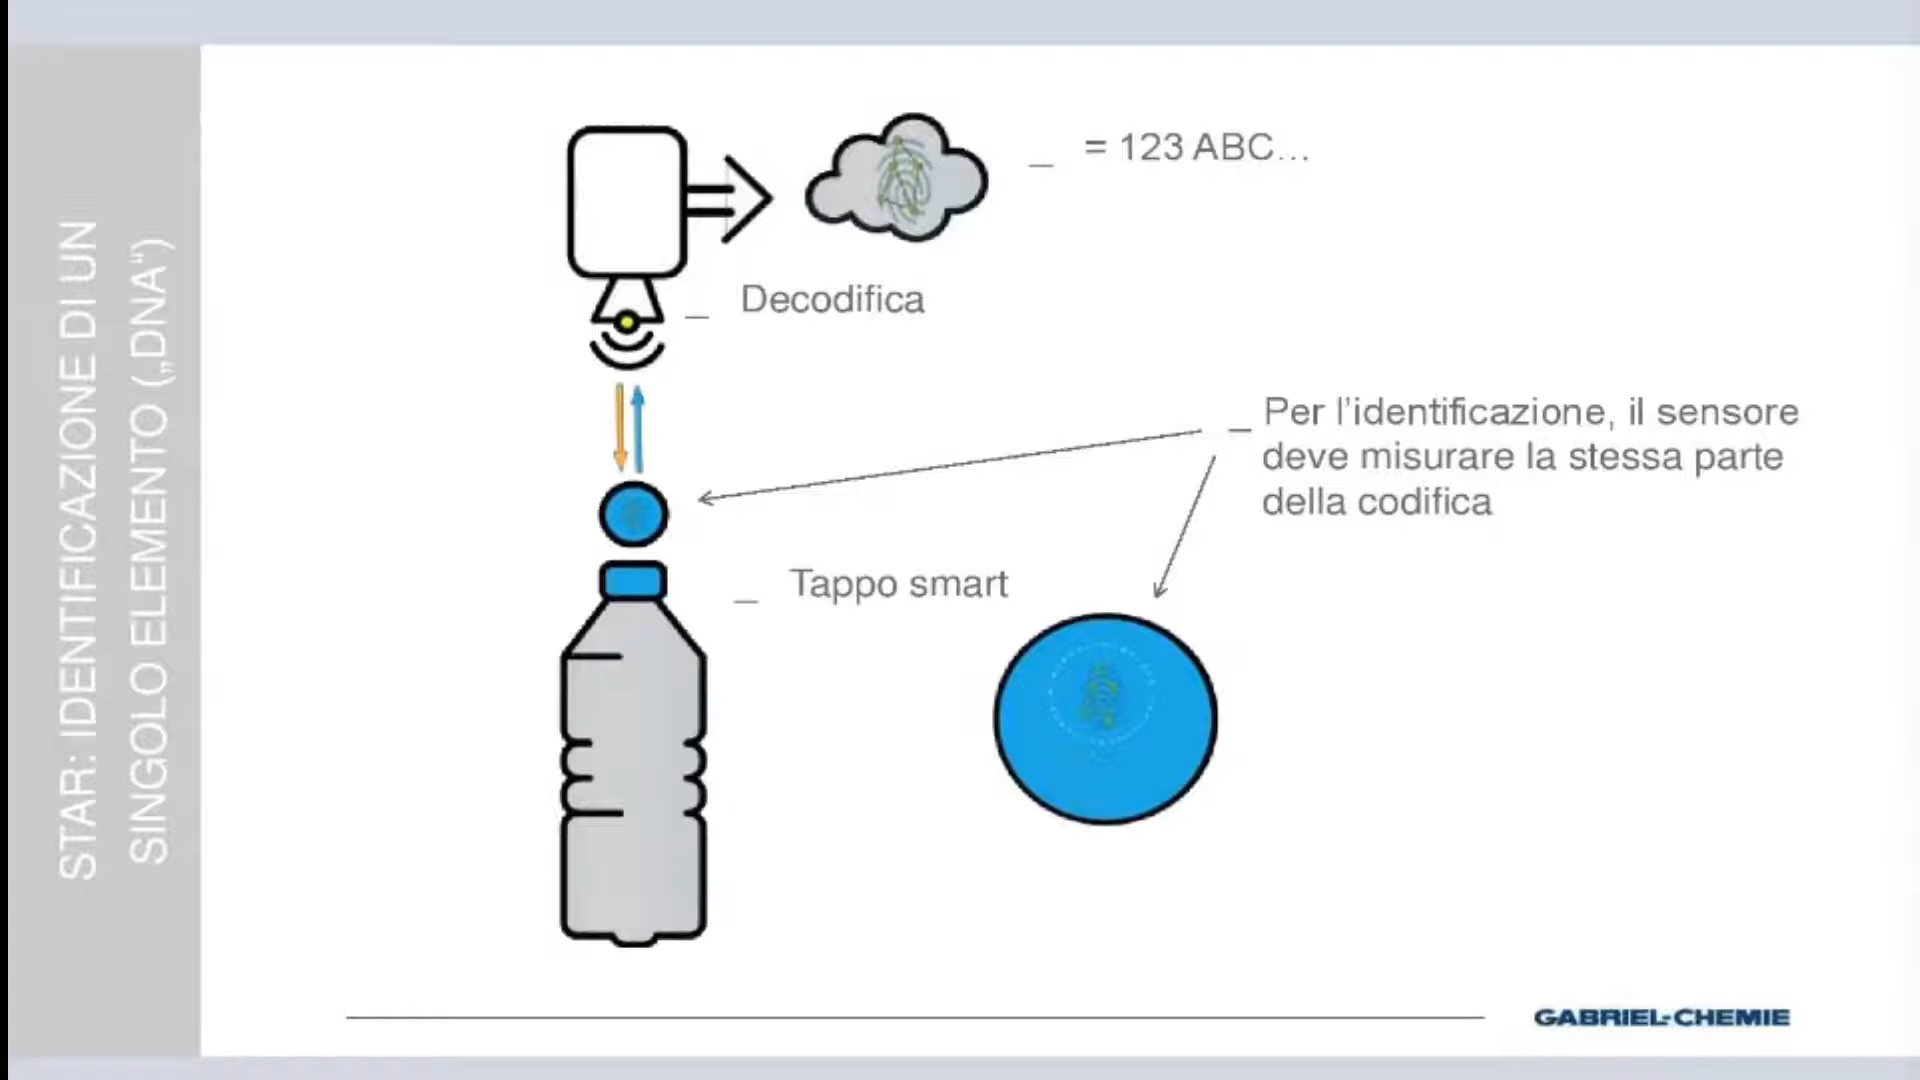 STAR: IDENTIFICAZIONE DI UN
SINGOLO ELEMENTO („DNA“)
_ = 123 ABC...
_ Decodifica
_ Per l’identificazione, il sensore
deve misurare la stessa parte
della codifica
_ Tappo smart
GABRIEL-CHEMIE